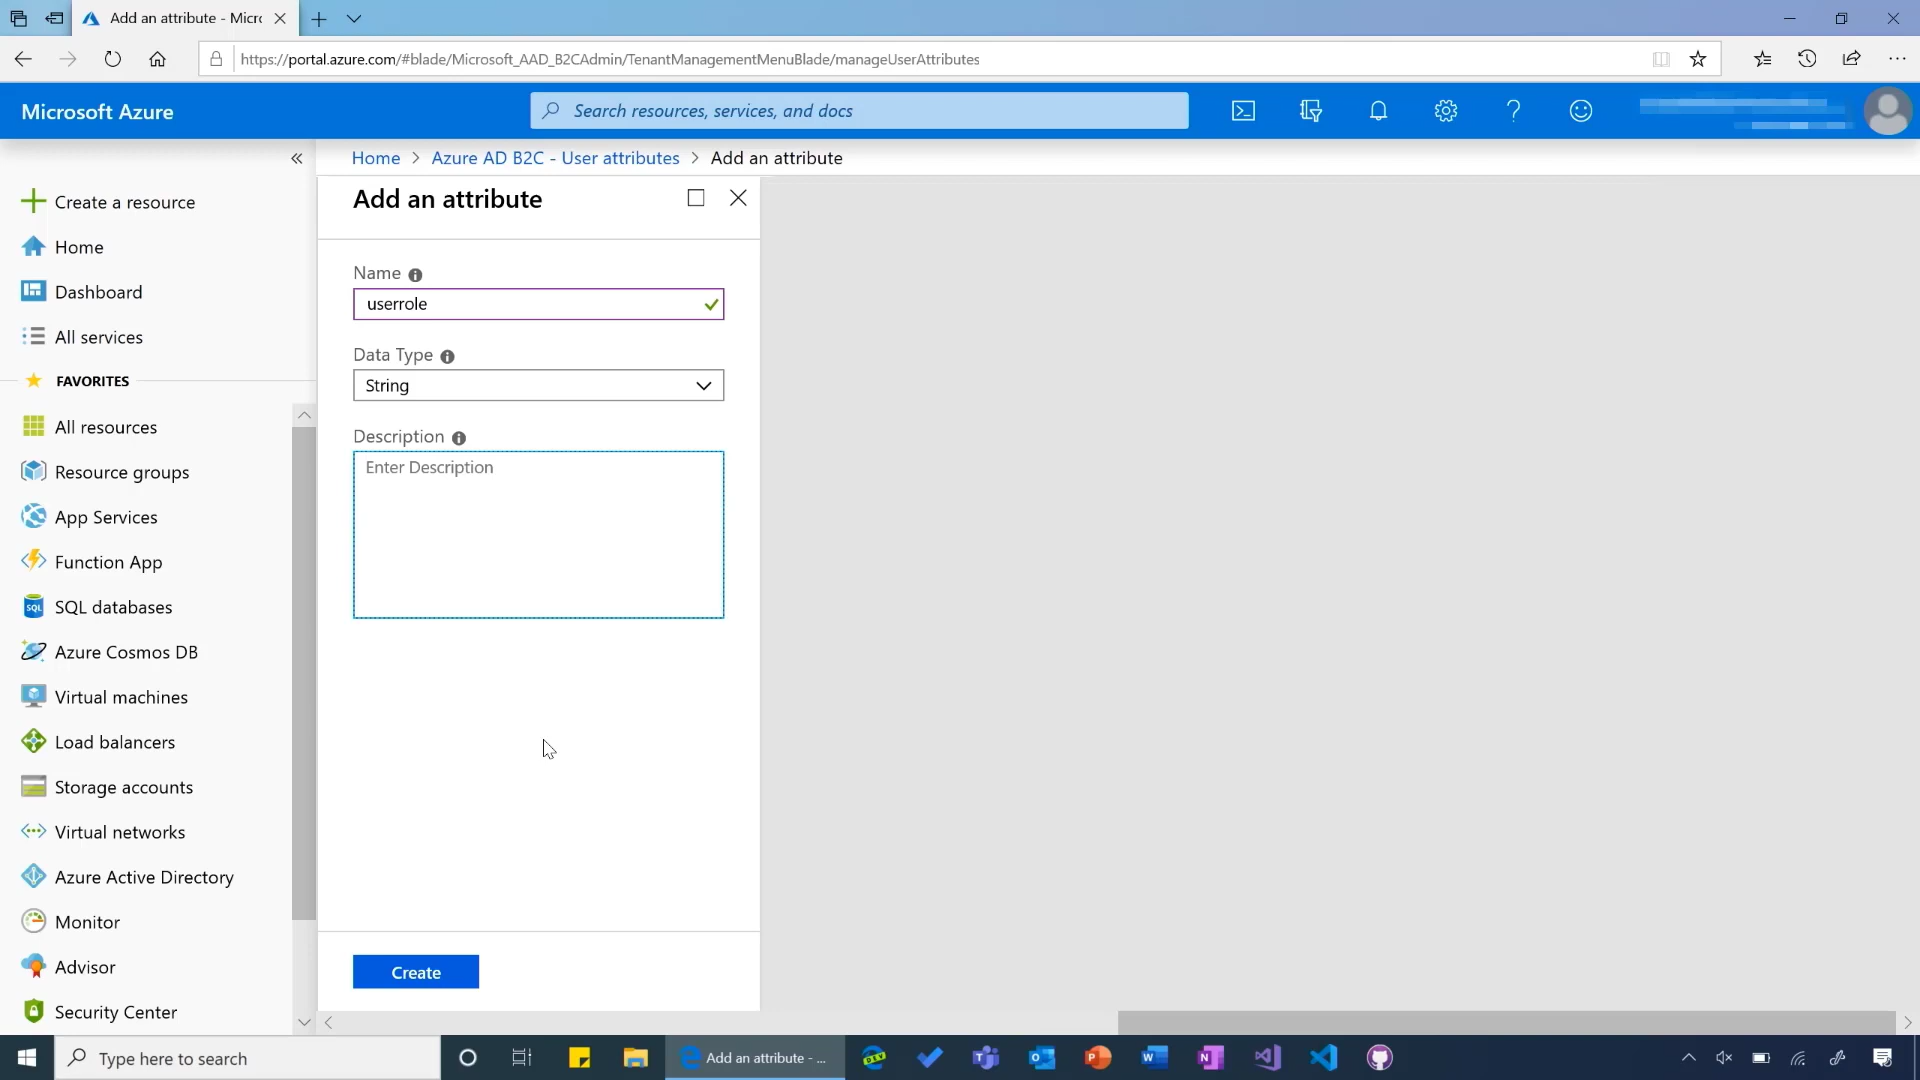 Add an attribute - Micr
https://portal.azure.com/#blade/Microsoft_AAD_B2CAdmin/TenantManagementMenuBlade/manageUserAttributes
Microsoft Azure
Search resources, services, and docs
Home > Azure AD B2C - User attributes > Add an attribute
Create a resource
Home
Dashboard
All services
FAVORITES
All resources
Resource groups
App Services
Function App
SQL databases
Azure Cosmos DB
Virtual machines
Load balancers
Storage accounts
Virtual networks
Azure Active Directory
Monitor
Advisor
Security Center
Add an attribute
Name
userrole
Data Type
String
Description
Enter Description
Create
Type here to search
Add an attribute - ...